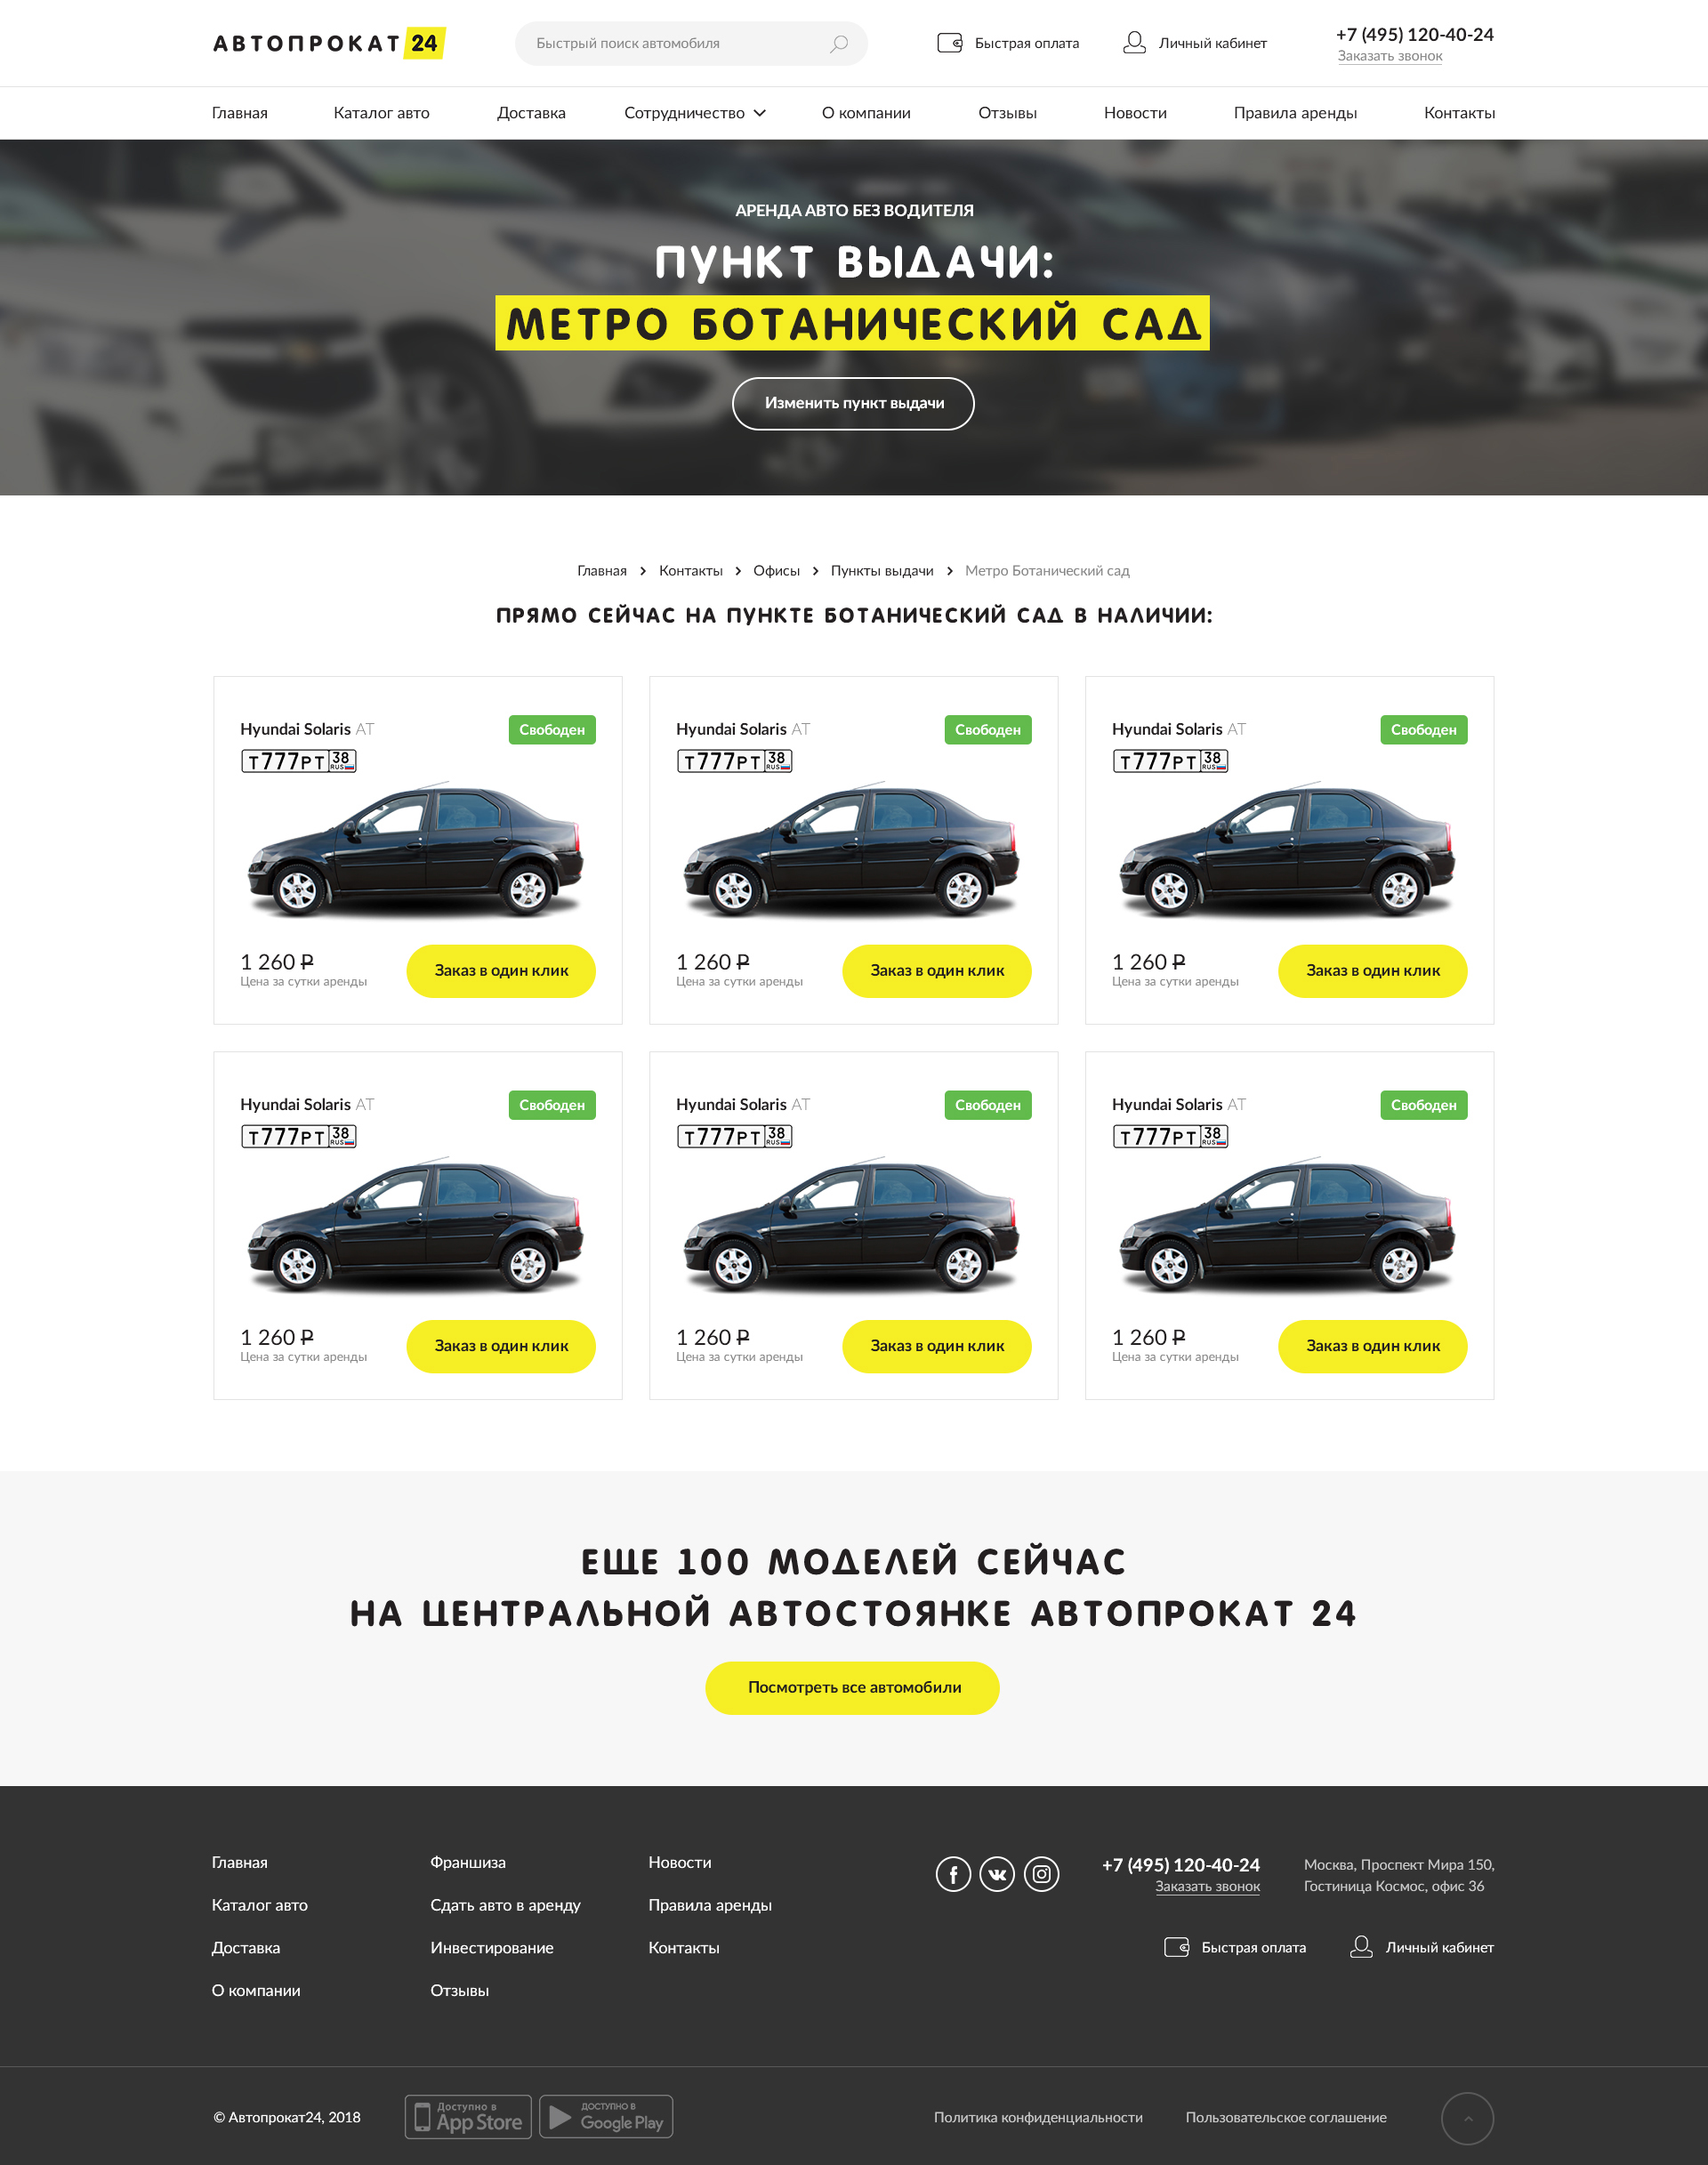 АВТОПРОКАТ 24
Быстрый поиск автомобиля
Быстрая оплата
Личный кабинет
+7 (495) 120-40-24
Заказать звонок
Главная Каталог авто Доставка Сотрудничество О компании Отзывы Новости Правила аренды Контакты
АРЕНДА АВТО БЕЗ ВОДИТЕЛЯ
ПУНКТ ВЫДАЧИ:
МЕТРО БОТАНИЧЕСКИЙ САД
Изменить пункт выдачи
Главная Контакты Офисы Пункты выдачи Метро Ботанический сад
ПРЯМО СЕЙЧАС НА ПУНКТЕ БОТАНИЧЕСКИЙ САД В НАЛИЧИИ:
Hyundai Solaris AT Свободен
Т777РТ 38 RUS
1 260 ₽
Цена за сутки аренды
Заказ в один клик
Hyundai Solaris AT Свободен
Т777РТ 38 RUS
1 260 ₽
Цена за сутки аренды
Заказ в один клик
Hyundai Solaris AT Свободен
Т777РТ 38 RUS
1 260 ₽
Цена за сутки аренды
Заказ в один клик
Hyundai Solaris AT Свободен
Т777РТ 38 RUS
1 260 ₽
Цена за сутки аренды
Заказ в один клик
Hyundai Solaris AT Свободен
Т777РТ 38 RUS
1 260 ₽
Цена за сутки аренды
Заказ в один клик
Hyundai Solaris AT Свободен
Т777РТ 38 RUS
1 260 ₽
Цена за сутки аренды
Заказ в один клик
ЕЩЕ 100 МОДЕЛЕЙ СЕЙЧАС
НА ЦЕНТРАЛЬНОЙ АВТОСТОЯНКЕ АВТОПРОКАТ 24
Посмотреть все автомобили
Главная
Каталог авто
Доставка
О компании
Франшиза
Сдать авто в аренду
Инвестирование
Отзывы
Новости
Правила аренды
Контакты
+7 (495) 120-40-24
Заказать звонок
Москва, Проспект Мира 150,
Гостиница Космос, офис 36
Быстрая оплата
Личный кабинет
© Автопрокат24, 2018
Доступно в
App Store
ДОСТУПНО В
Google Play
Политика конфиденциальности
Пользовательское соглашение